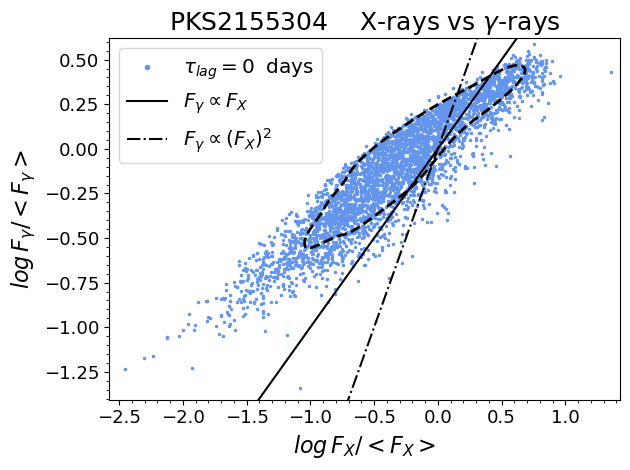 PKS2155304 X-rays vs γ-rays
τ_lag = 0 days
F_γ ∝ F_X
F_γ ∝ (F_X)^2
log F_γ/<F_γ>
0.50
0.25
0.00
−0.25
−0.50
−0.75
−1.00
−1.25
−2.5 −2.0 −1.5 −1.0 −0.5 0.0 0.5 1.0
log F_X/<F_X>